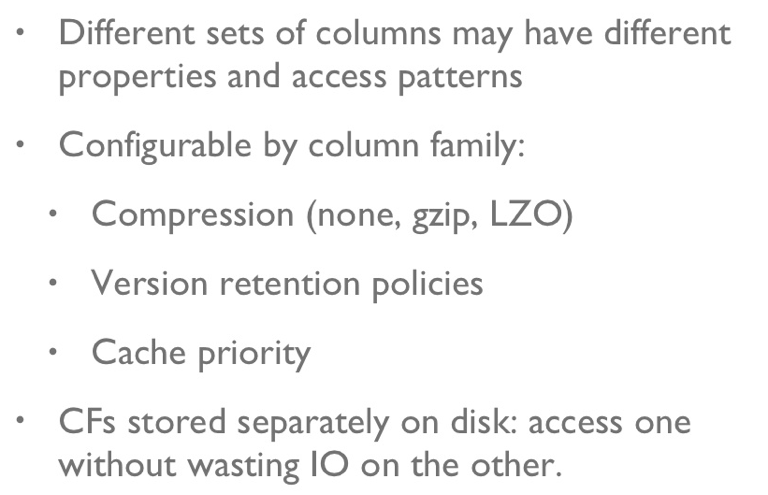 • Different sets of columns may have different
properties and access patterns
• Configurable by column family:
• Compression (none, gzip, LZO)
• Version retention policies
• Cache priority
• CFs stored separately on disk: access one
without wasting IO on the other.